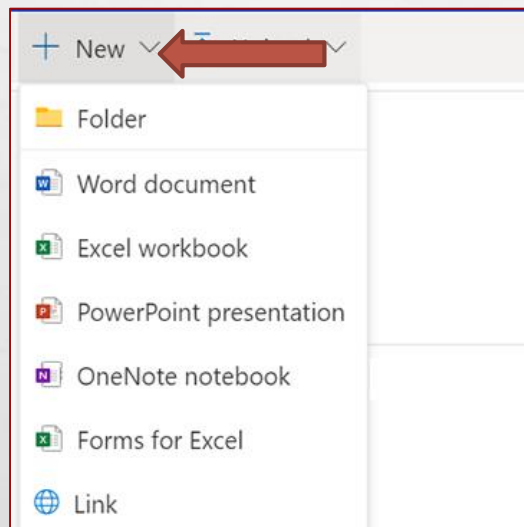 New
Folder
Word document
Excel workbook
PowerPoint presentation
OneNote notebook
Forms for Excel
Link